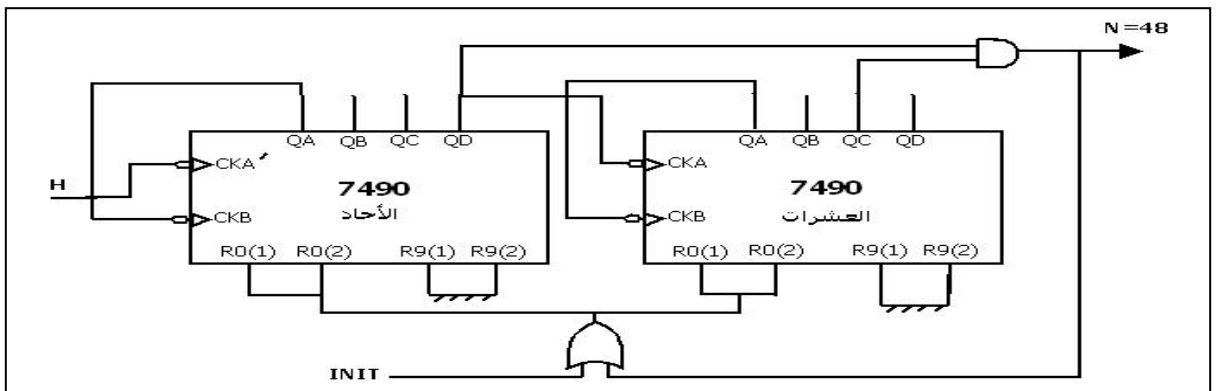 N=48
QA QB QC QD
QA QB QC QD
CKA
CKA
H
7490
7490
الأحاد
العشرات
CKB
CKB
R0(1) R0(2) R9(1) R9(2)
R0(1) R0(2) R9(1) R9(2)
INIT